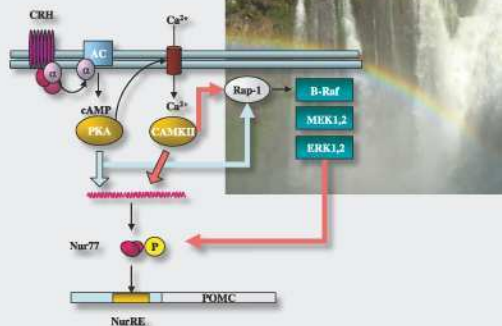 CRH
Ca²⁺
AC
α
α
cAMP
Ca²⁺
Rap-1
B-Raf
PKA
CAMKII
MEK1,2
ERK1,2
Nur77
P
POMC
NurRE